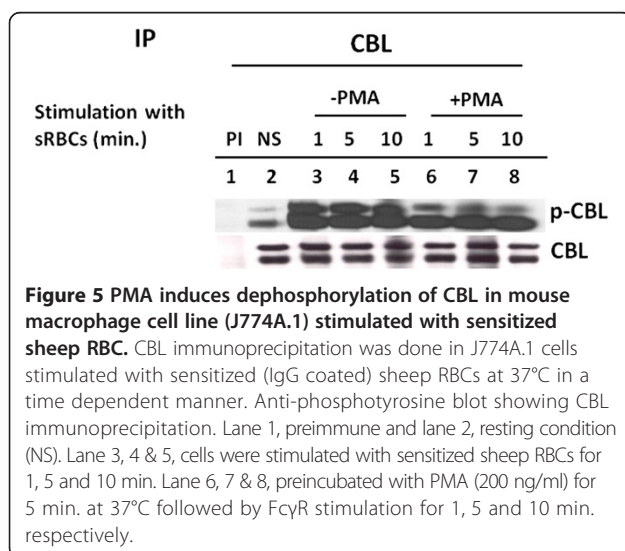 IP
CBL
Stimulation with
sRBCs (min.)
-PMA +PMA
PI NS 1 5 10 1 5 10
1 2 3 4 5 6 7 8
p-CBL
CBL
Figure 5 PMA induces dephosphorylation of CBL in mouse
macrophage cell line (J774A.1) stimulated with sensitized
sheep RBC. CBL immunoprecipitation was done in J774A.1 cells
stimulated with sensitized (IgG coated) sheep RBCs at 37°C in a
time dependent manner. Anti-phosphotyrosine blot showing CBL
immunoprecipitation. Lane 1, preimmune and lane 2, resting condition
(NS). Lane 3, 4 & 5, cells were stimulated with sensitized sheep RBCs for
1, 5 and 10 min. Lane 6, 7 & 8, preincubated with PMA (200 ng/ml) for
5 min. at 37°C followed by FcγR stimulation for 1, 5 and 10 min.
respectively.